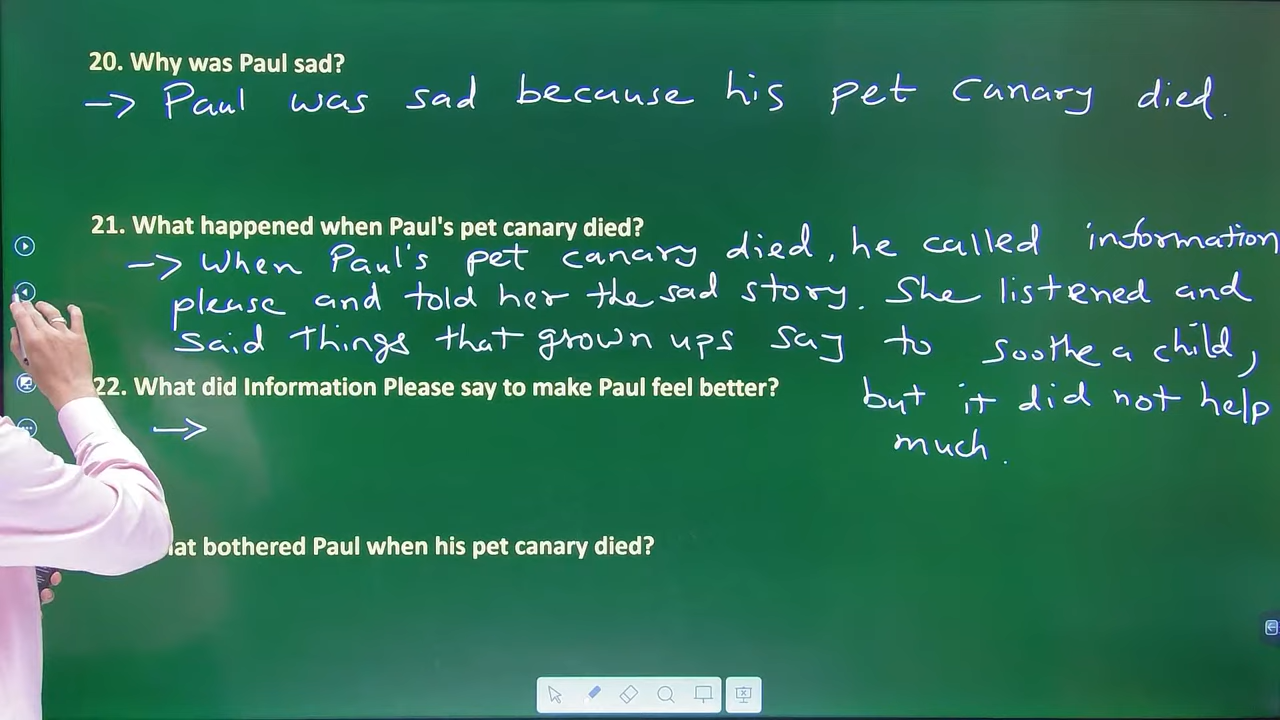 20. Why was Paul sad?
→ Paul was sad because his pet canary died.
21. What happened when Paul's pet canary died?
→ When Paul's pet canary died, he called information
please and told her the sad story. She listened and
said things that grown ups say to soothe a child,
but it did not help
much.
22. What did Information Please say to make Paul feel better?
→
bothered Paul when his pet canary died?